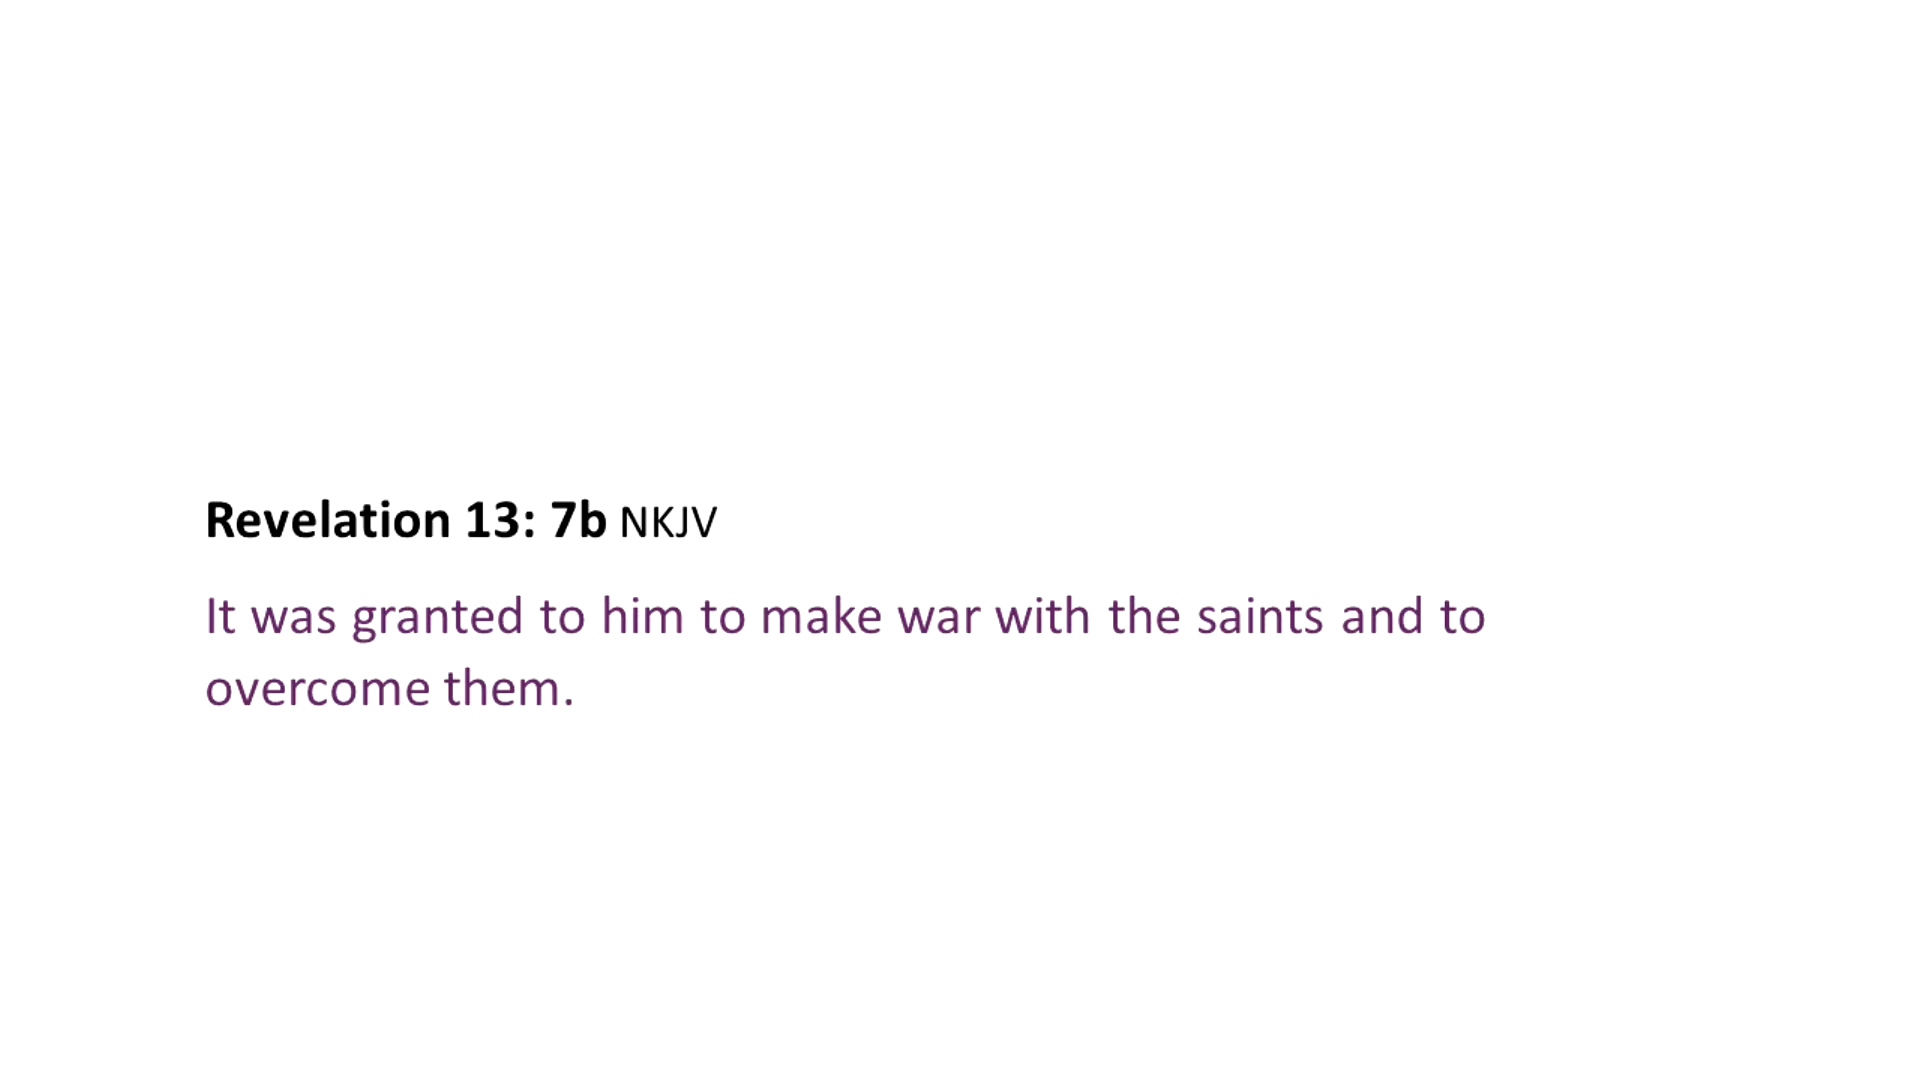 Revelation 13: 7b NKJV
It was granted to him to make war with the saints and to
overcome them.